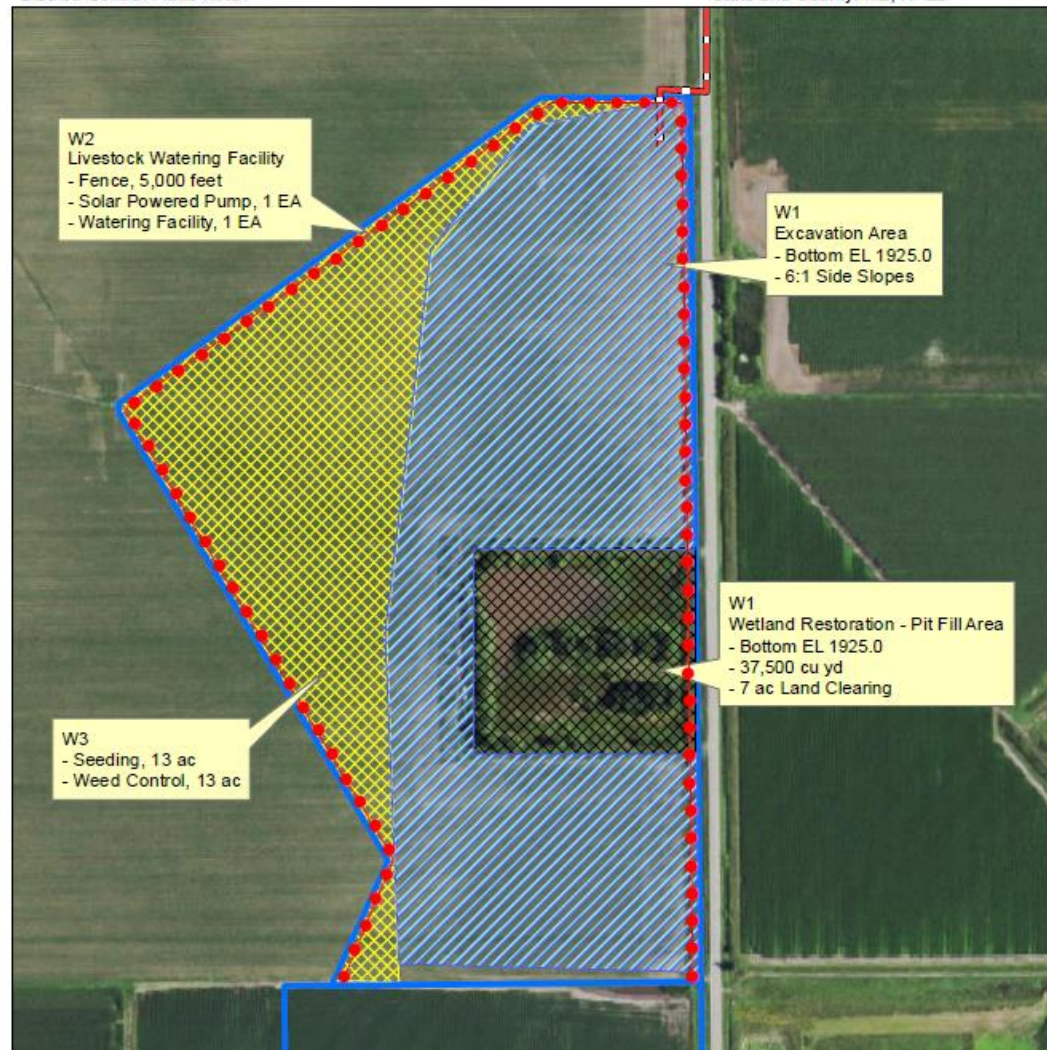 W2
Livestock Watering Facility
- Fence, 5,000 feet
- Solar Powered Pump, 1 EA
- Watering Facility, 1 EA
W1
Excavation Area
- Bottom EL 1925.0
- 6:1 Side Slopes
W1
Wetland Restoration - Pit Fill Area
- Bottom EL 1925.0
- 37,500 cu yd
- 7 ac Land Clearing
W3
- Seeding, 13 ac
- Weed Control, 13 ac